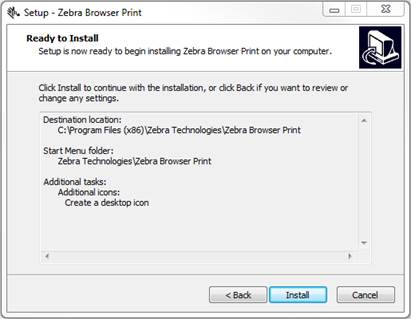 Setup - Zebra Browser Print
Ready to Install
Setup is now ready to begin installing Zebra Browser Print on your computer.
Click Install to continue with the installation, or click Back if you want to review or
change any settings.
Destination location:
C:\Program Files (x86)\Zebra Technologies\Zebra Browser Print
Start Menu folder:
Zebra Technologies\Zebra Browser Print
Additional tasks:
Additional icons:
Create a desktop icon
< Back
Install
Cancel